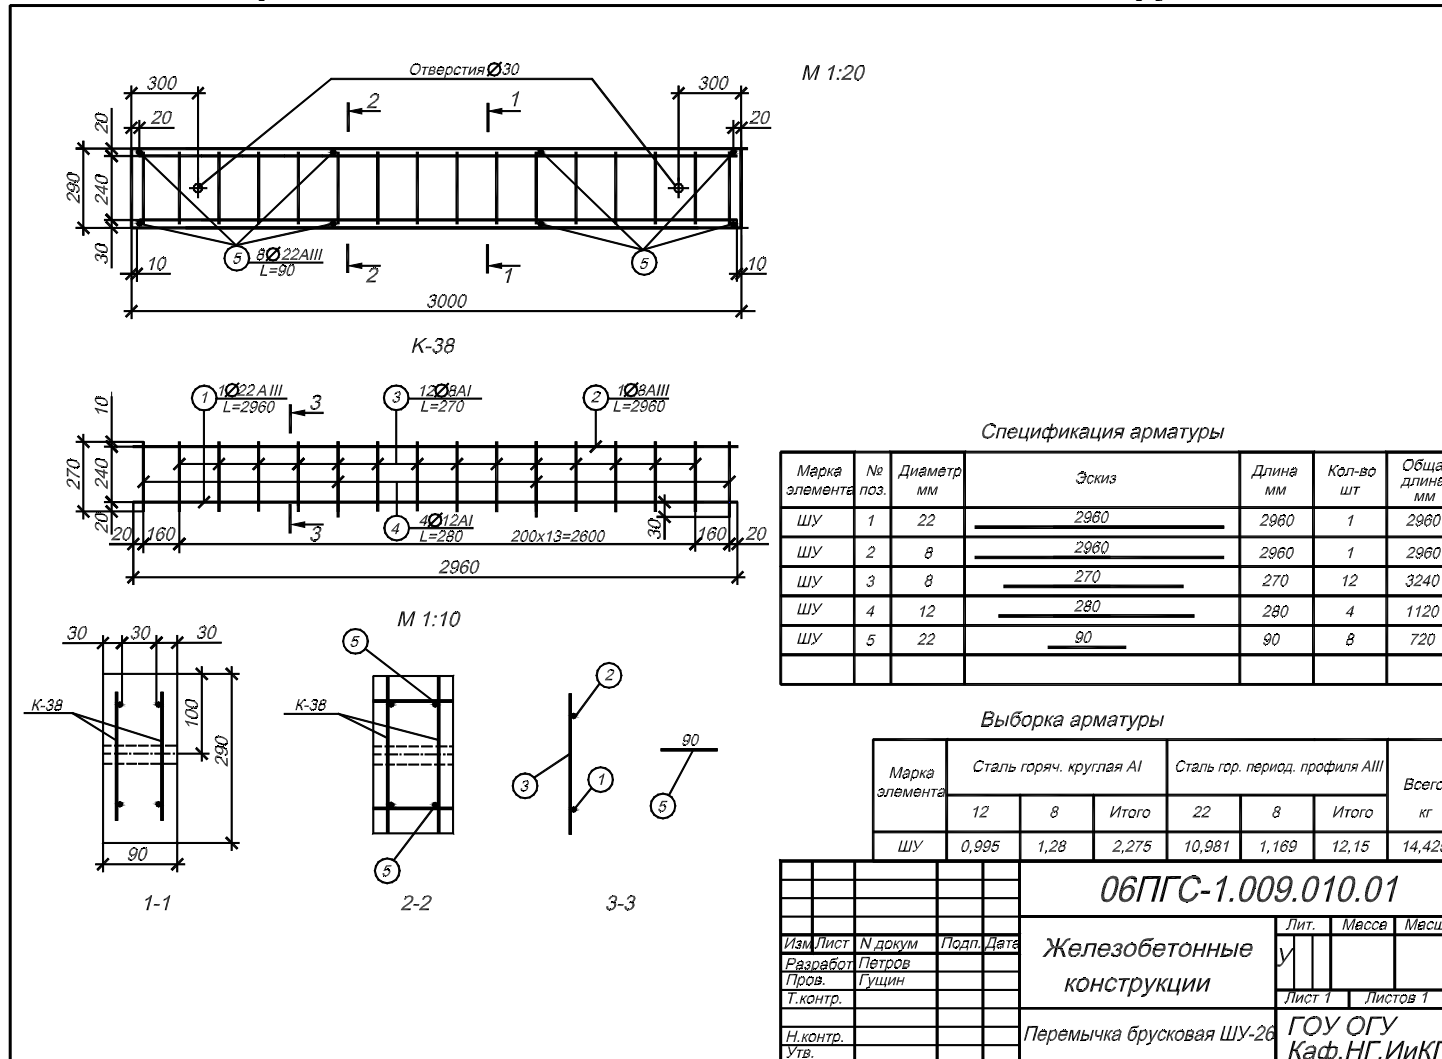 Отверстия Ø30
М 1:20
300
300
20
20
20
2
1
290
240
30
5
8Ø22АIII
L=90
5
10
2
1
10
3000
К-38
1
1Ø22АIII
L=2960
3
3
12Ø8АI
L=270
2
1Ø8АIII
L=2960
10
270
240
20
20
160
3
4
4Ø12АI
L=280
200х13=2600
30
160
20
2960
М 1:10
30
30
30
К-38
100
290
90
1-1
5
К-38
5
2-2
2
3
1
3-3
90
5
Спецификация арматуры
Марка элемента № поз. Диаметр мм Эскиз Длина мм Кол-во шт длина мм
ШУ 1 22 2960 2960 1 2960
ШУ 2 8 2960 2960 1 2960
ШУ 3 8 270 270 12 3240
ШУ 4 12 280 280 4 1120
ШУ 5 22 90 90 8 720
Выборка арматуры
Марка элемента Сталь горяч. круглая АI Сталь гор. период. профиля АIII Всего кг
12 8 Итого 22 8 Итого
ШУ 0,995 1,28 2,275 10,981 1,169 12,15
06ПГС-1.009.010.01
Изм Лист N докум Подп. Дата
Разработ Петров
Пров. Гущин
Т.контр.
Н.контр.
Утв.
Железобетонные
конструкции
Перемычка брусковая ШУ-26
Лит. Масса
У
Лист 1 Листов 1
ГОУ ОГУ